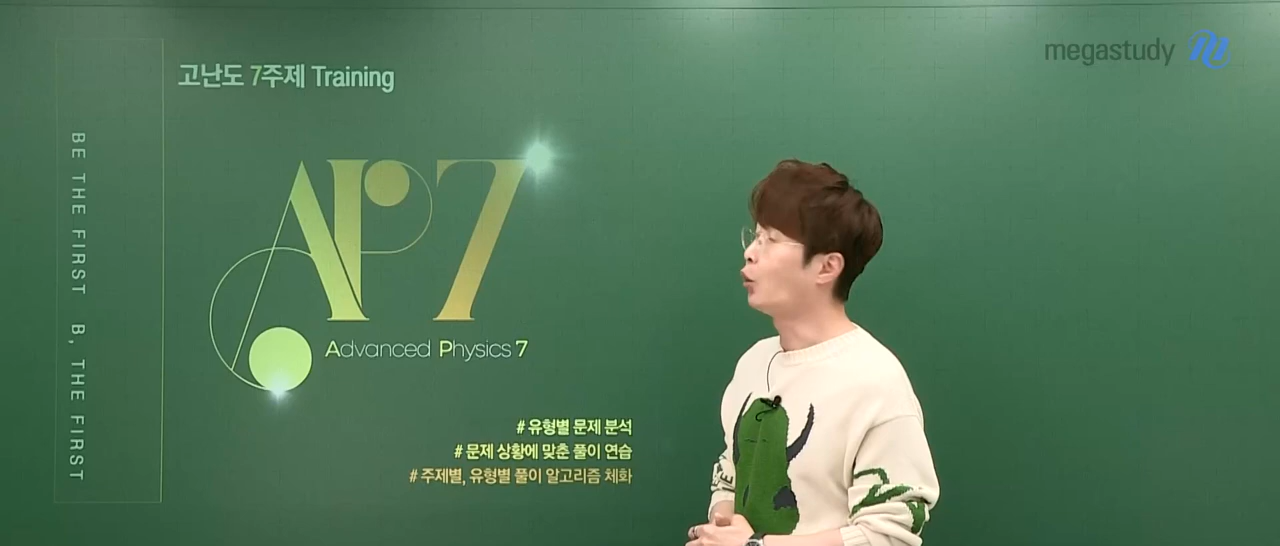 megastudy M
고난도 7주제 Training
BE THE FIRST B, THE FIRST
AP7
Advanced Physics 7
# 유형별 문제 분석
# 문제 상황에 맞춘 풀이 연습
# 주제별, 유형별 풀이 알고리즘 체화